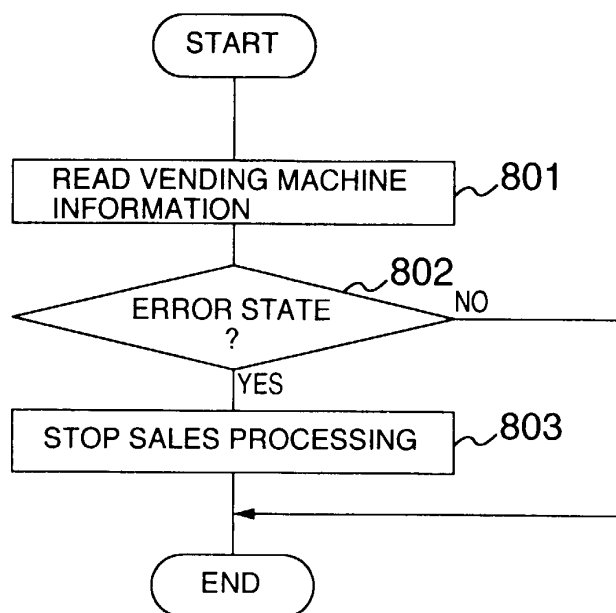 START
READ VENDING MACHINE
INFORMATION
801
802
ERROR STATE
?
NO
YES
STOP SALES PROCESSING
803
END